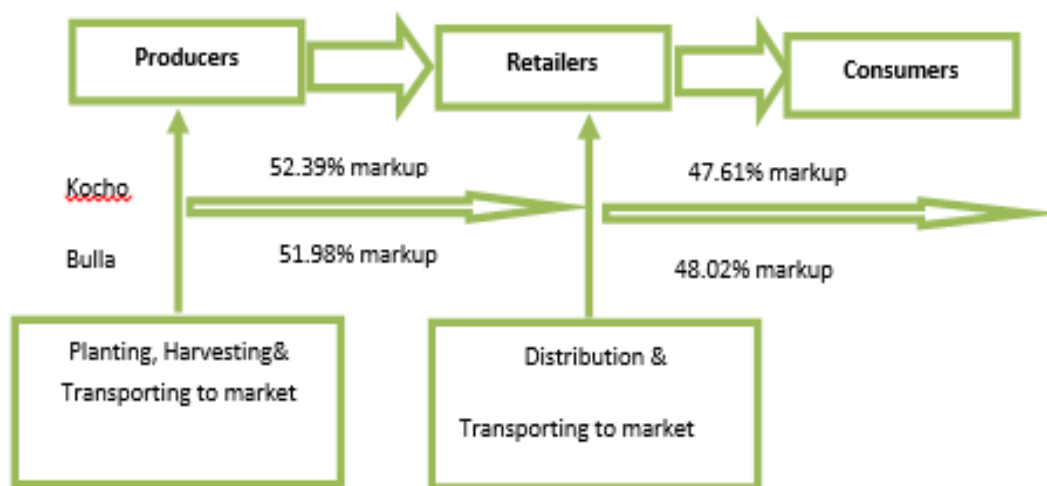 Producers
Retailers
Consumers
52.39% markup
47.61% markup
Kocho
51.98% markup
Bulla
48.02% markup
Planting, Harvesting&
Transporting to market
Distribution &
Transporting to market